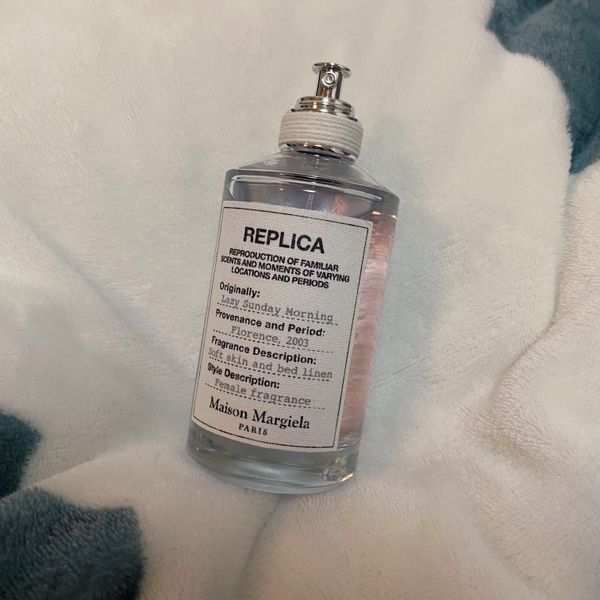 REPLICA
REPRODUCTION OF FAMILIAR
SCENTS AND MOMENTS OF VARYING
LOCATIONS AND PERIODS
Originally:
Lazy Sunday Morning
Provenance and Period:
Florence, 2003
Fragrance Description:
Soft skin and bed linen
Style Description:
Female fragrance
Maison Margiela
PARIS